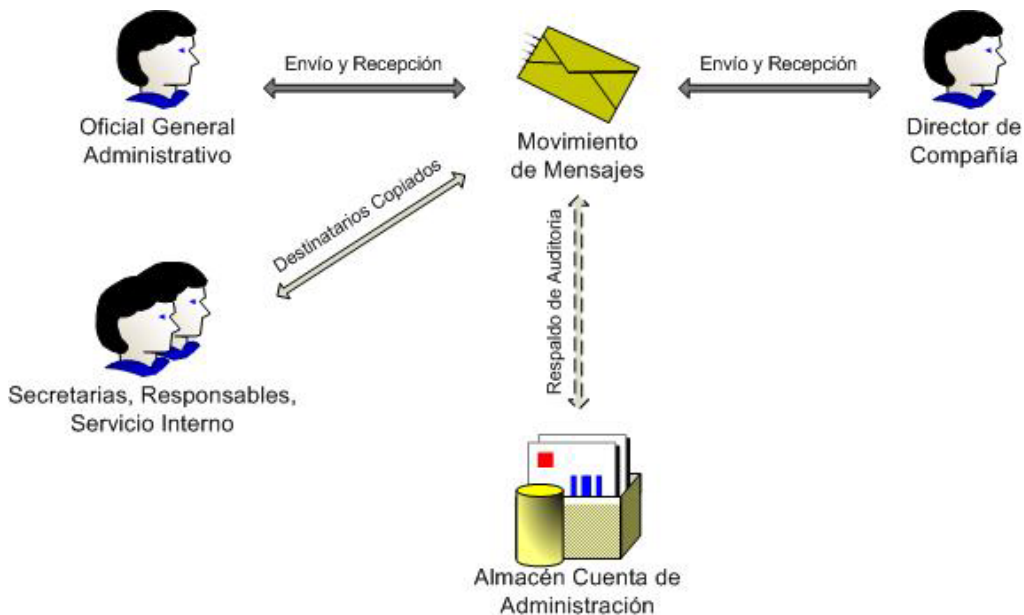 Envío y Recepción
Envío y Recepción
Oficial General
Administrativo
Movimiento
de Mensajes
Director de
Compañía
Destinatarios Copiados
Respaldo de Auditoria
Secretarias, Responsables,
Servicio Interno
Almacén Cuenta de
Administración